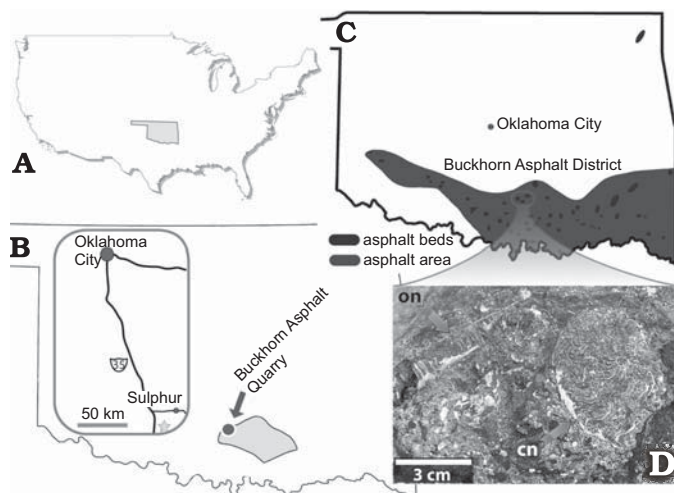 A
B
Oklahoma
City
35
Sulphur
50 km
Buckhorn Asphalt
Quarry
C
Oklahoma City
Buckhorn Asphalt District
asphalt beds
asphalt area
on
cn
3 cm
D